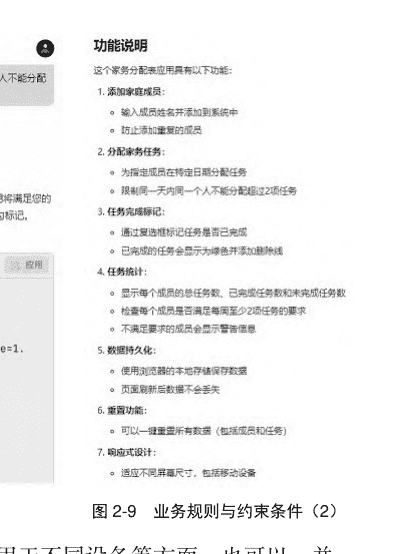 功能说明
这个家务分配表应用具有以下功能：
人不能分配
1. 添加家庭成员：
输入成员姓名并添加到系统中
防止添加重复的成员
2. 分配家务任务：
为指定成员在特定日期分配任务
限制同一天内同一个人不能分配超过2项任务
将满足您的
3. 任务完成标记：
勾标记。
通过复选框标记任务是否已完成
已完成的任务会显示为绿色并添加删除线
应用
4. 任务统计：
显示每个成员的总任务数、已完成任务数和未完成任务数
检查每个成员是否满足每周至少2项任务的要求
不满足要求的成员会显示警告信息
e=1.
5. 数据持久化：
使用浏览器的本地存储保存数据
页面刷新后数据不会丢失
6. 重置功能：
可以一键重置所有数据（包括成员和任务）
7. 响应式设计：
适应不同屏幕尺寸，包括移动设备
图 2-9 业务规则与约束条件（2）
用于不同设备等方面，也可以，并